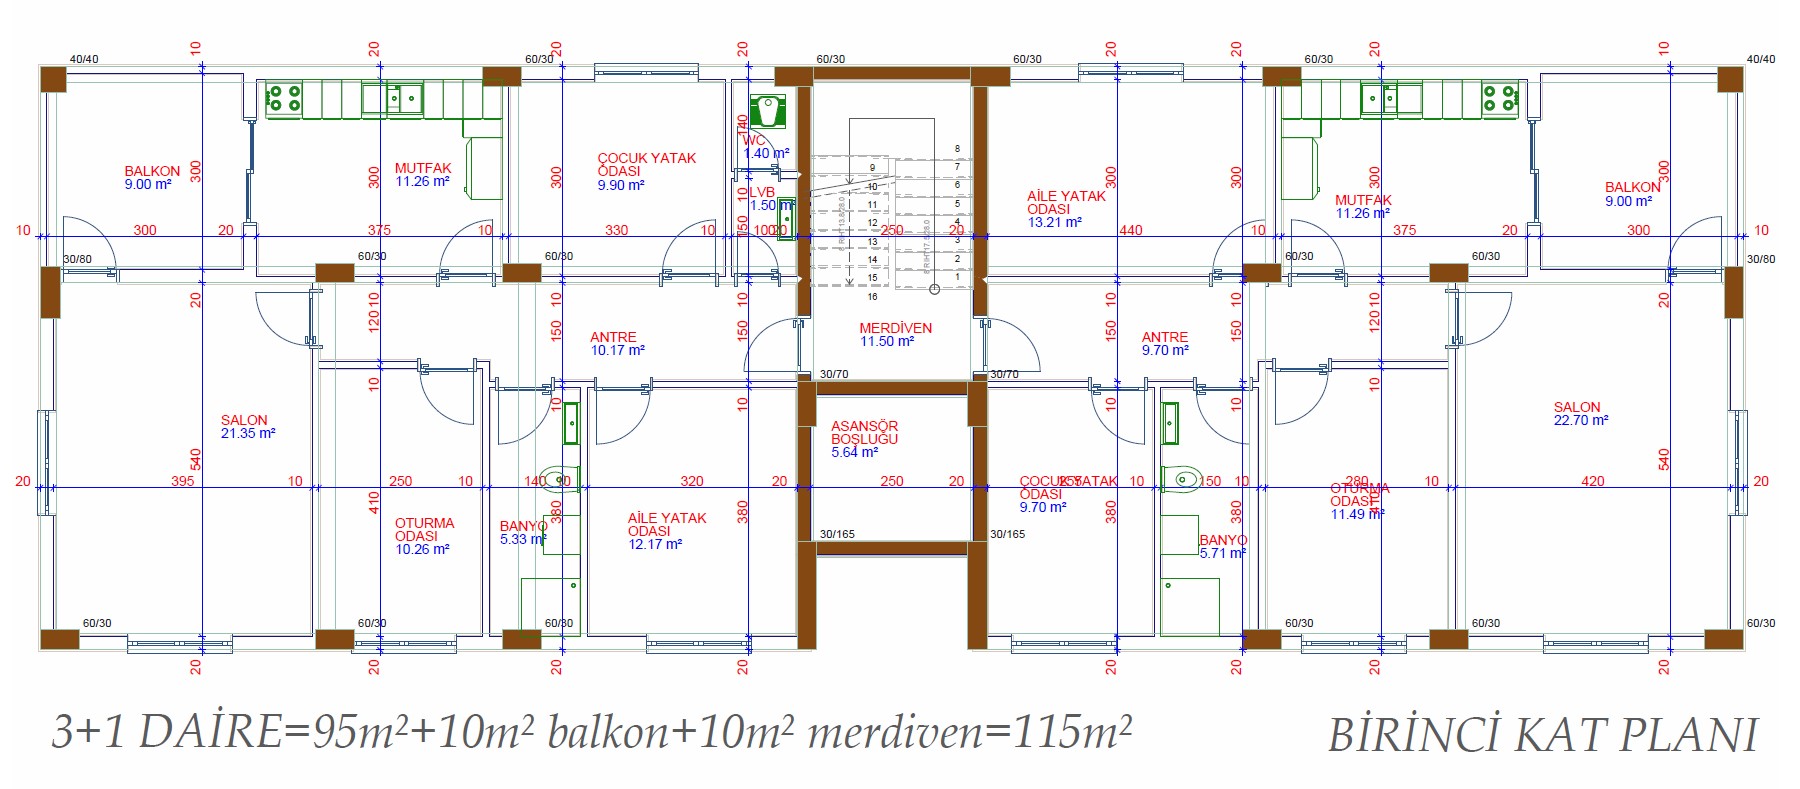 10 20 20 20 20 20 10
40/40 60/30 60/30 60/30 60/30 40/40
BALKON
9.00 m²
300
MUTFAK
11.26 m²
300
ÇOCUK YATAK
ODASI
9.90 m²
300
WC
1.40 m²
140
10
LVB
1.50 m²
150
8
7
6
5
4
3
2
1
9
10
11
12
13
14
15
16
AİLE YATAK
ODASI
13.21 m²
300
300
MUTFAK
11.26 m²
300
BALKON
9.00 m²
300
10 300 20 375 10 330 10 100 20 250 20 440 10 375 20 300 10
30/80 60/30 60/30 60/30 60/30 30/80
20 10 10 10 10 10 10 20
120 150 150 150 150 120
ANTRE
10.17 m²
MERDİVEN
11.50 m²
ANTRE
9.70 m²
30/70 30/70
10 10 10 10 10 10
SALON
21.35 m²
540
ASANSÖR
BOŞLUĞU
5.64 m²
SALON
22.70 m²
540
20 395 10 250 10 140 320 20 250 20 255 10 150 10 280 10 420 20
410 380 380 380 380 410
OTURMA
ODASI
10.26 m²
BANYO
5.33 m²
AİLE YATAK
ODASI
12.17 m²
ÇOCUK YATAK
ODASI
9.70 m²
BANYO
5.71 m²
OTURMA
ODASI
11.49 m²
30/165 30/165
60/30 60/30 60/30 60/30 60/30 60/30
20 20 20 20 20 20 20 20
3+1 DAİRE=95m²+10m² balkon+10m² merdiven=115m²
BİRİNCİ KAT PLANI